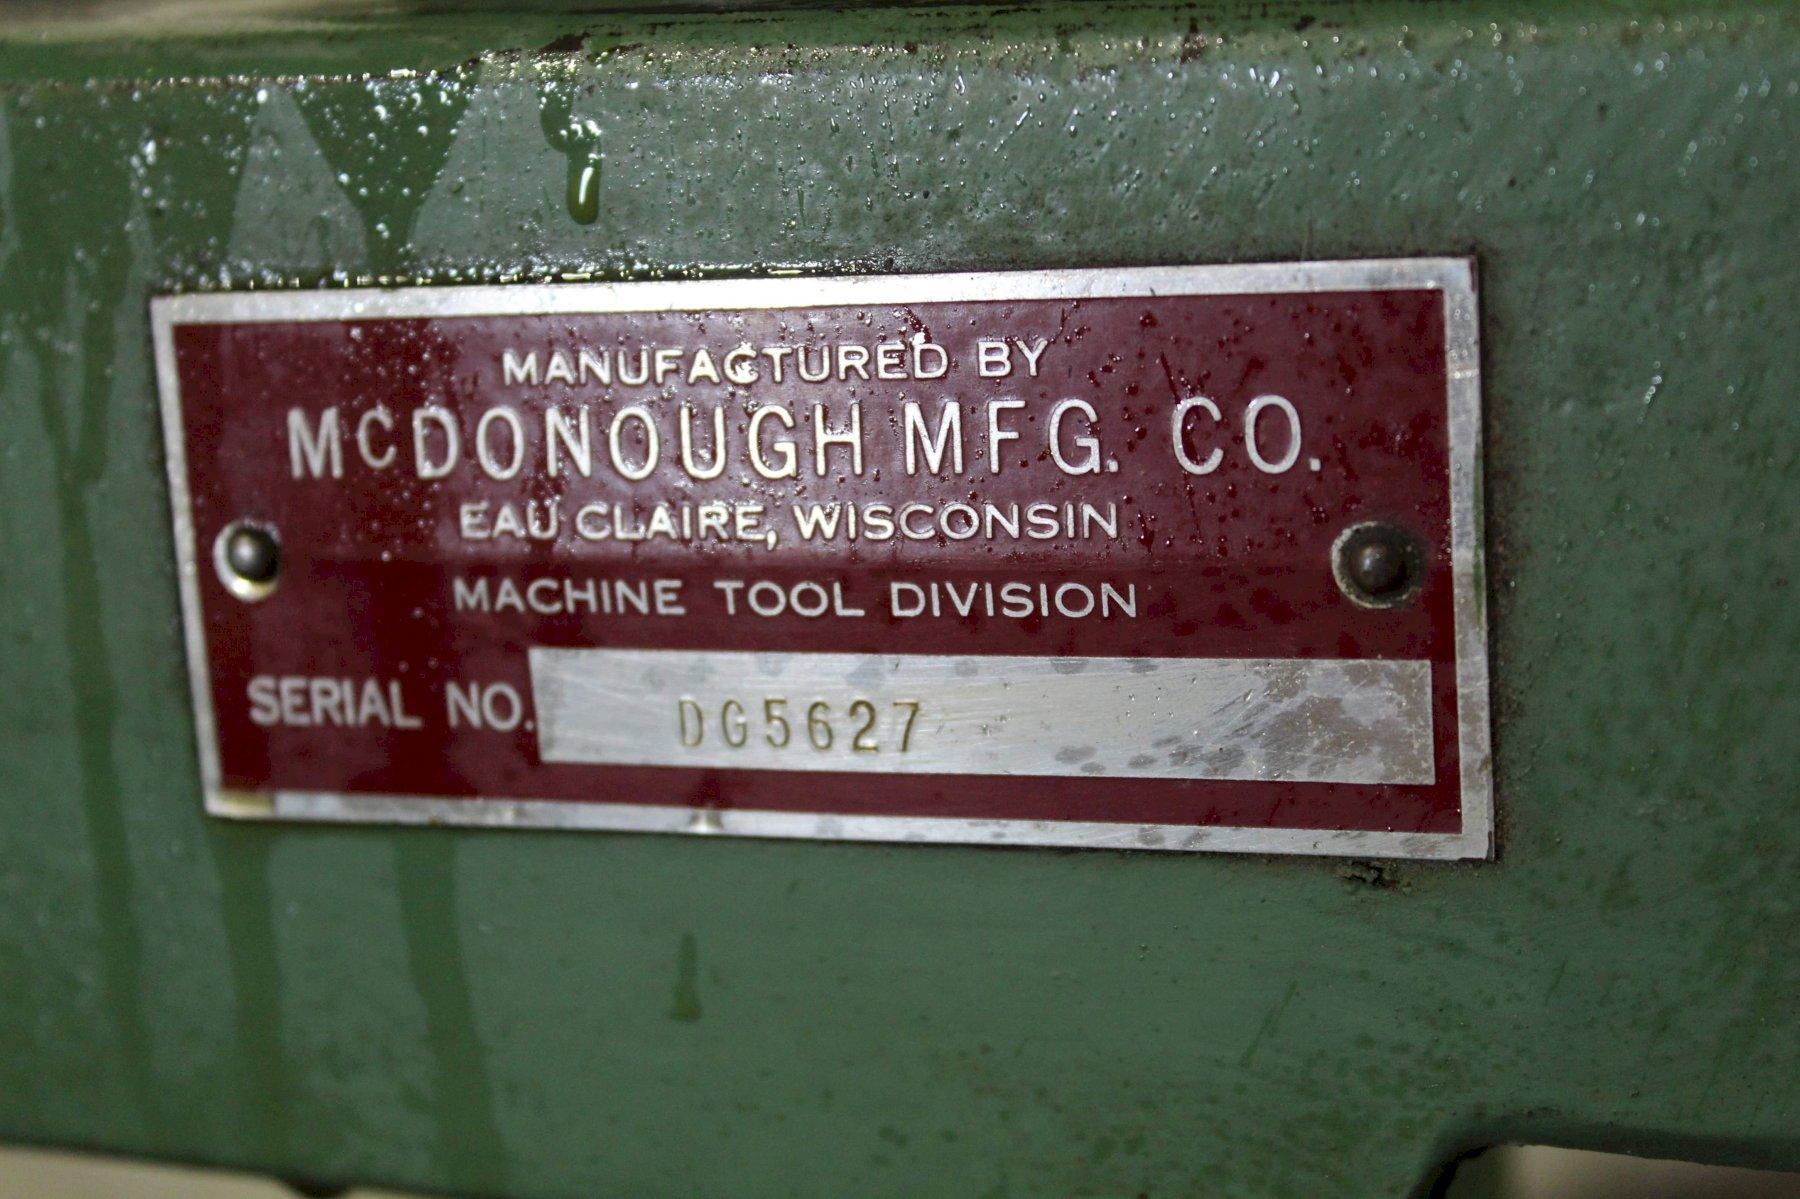 MANUFACTURED BY
McDONOUGH MFG. CO.
EAU CLAIRE, WISCONSIN
MACHINE TOOL DIVISION
SERIAL NO. DG5627